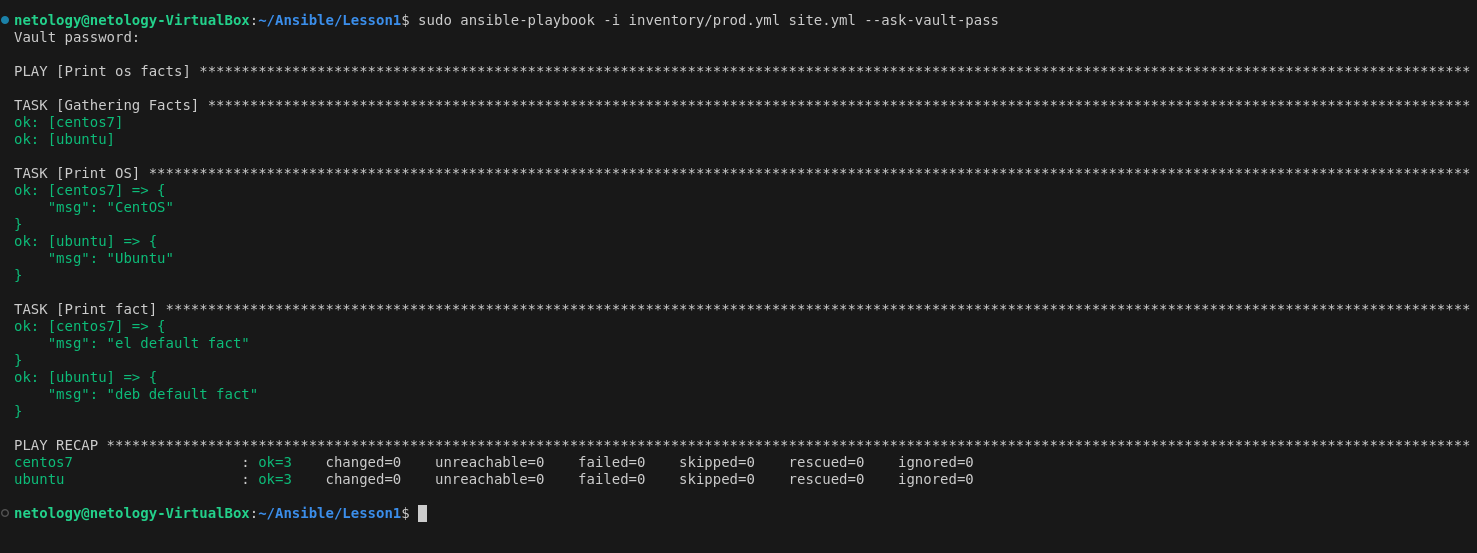 netology@netology-VirtualBox:~/Ansible/Lesson1$ sudo ansible-playbook -i inventory/prod.yml site.yml --ask-vault-pass
Vault password:
PLAY [Print os facts] *******************************************************************************************************************************************************
TASK [Gathering Facts] ******************************************************************************************************************************************************
ok: [centos7]
ok: [ubuntu]
TASK [Print OS] *************************************************************************************************************************************************************
ok: [centos7] => {
    "msg": "CentOS"
}
ok: [ubuntu] => {
    "msg": "Ubuntu"
}
TASK [Print fact] ***********************************************************************************************************************************************************
ok: [centos7] => {
    "msg": "el default fact"
}
ok: [ubuntu] => {
    "msg": "deb default fact"
}
PLAY RECAP ******************************************************************************************************************************************************************
centos7                    : ok=3    changed=0    unreachable=0    failed=0    skipped=0    rescued=0    ignored=0
ubuntu                     : ok=3    changed=0    unreachable=0    failed=0    skipped=0    rescued=0    ignored=0
netology@netology-VirtualBox:~/Ansible/Lesson1$